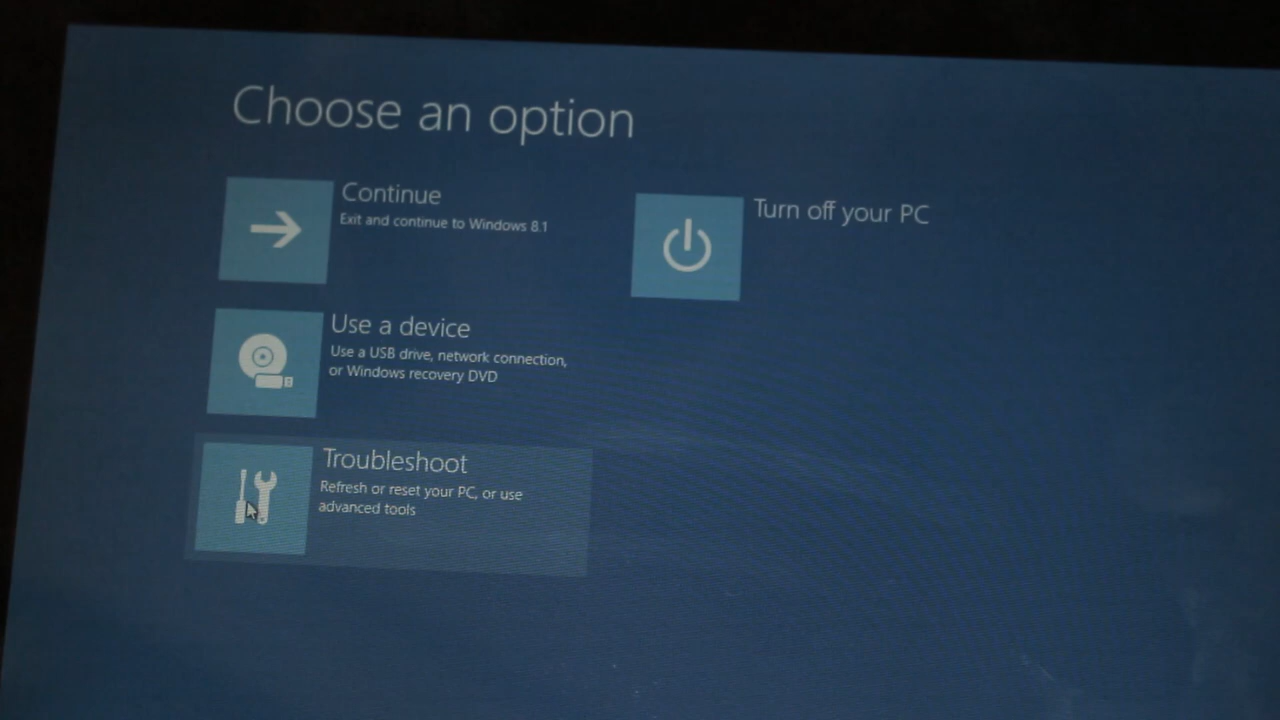 Choose an option
Continue
Exit and continue to Windows 8.1
Turn off your PC
Use a device
Use a USB drive, network connection,
or Windows recovery DVD
Troubleshoot
Refresh or reset your PC, or use
advanced tools